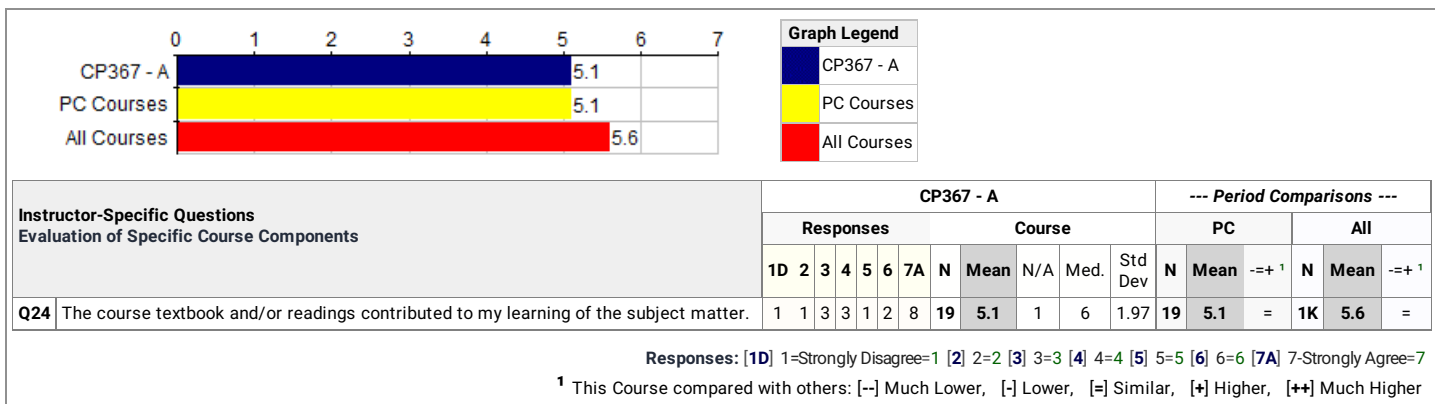 0 1 2 3 4 5 6 7
CP367 - A 5.1
PC Courses 5.1
All Courses 5.6
Graph Legend
CP367 - A
PC Courses
All Courses
Instructor-Specific Questions
Evaluation of Specific Course Components
CP367 - A --- Period Comparisons ---
Responses Course PC All
1D 2 3 4 5 6 7A N Mean N/A Med. Std Dev N Mean -=+ ¹ N Mean -=+ ¹
Q24 The course textbook and/or readings contributed to my learning of the subject matter. 1 1 3 3 1 2 8 19 5.1 1 6 1.97 19 5.1 = 1K 5.6 =
Responses: [1D] 1=Strongly Disagree=1 [2] 2=2 [3] 3=3 [4] 4=4 [5] 5=5 [6] 6=6 [7A] 7-Strongly Agree=7
¹ This Course compared with others: [--] Much Lower, [-] Lower, [=] Similar, [+] Higher, [++] Much Higher